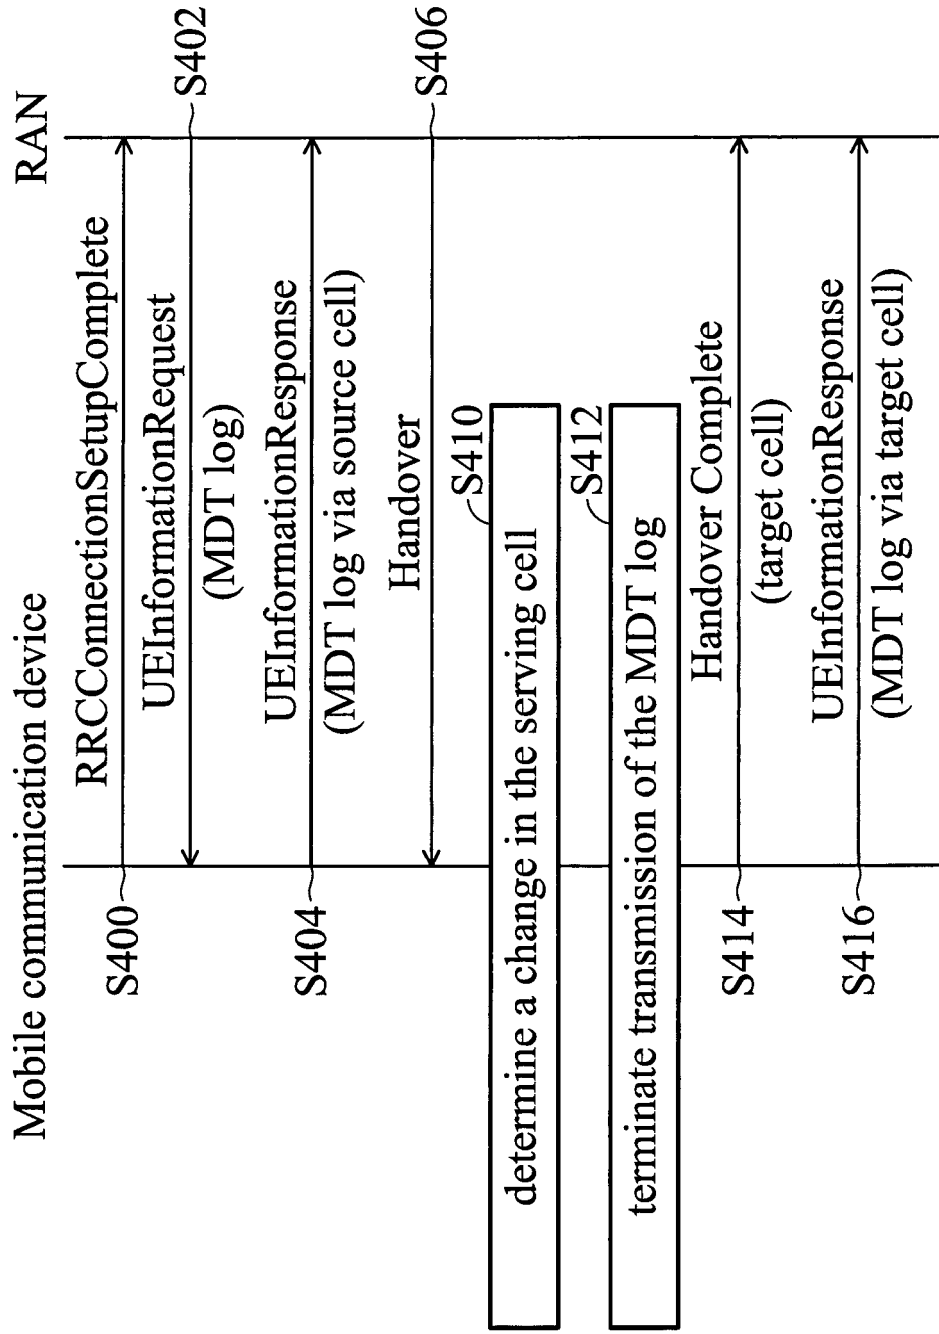 Mobile communication device
RAN
RRCConnectionSetupComplete
S400
UEInformationRequest
(MDT log)
S402
UEInformationResponse
(MDT log via source cell)
S404
Handover
S406
S410
determine a change in the serving cell
S412
terminate transmission of the MDT log
Handover Complete
(target cell)
S414
UEInformationResponse
(MDT log via target cell)
S416